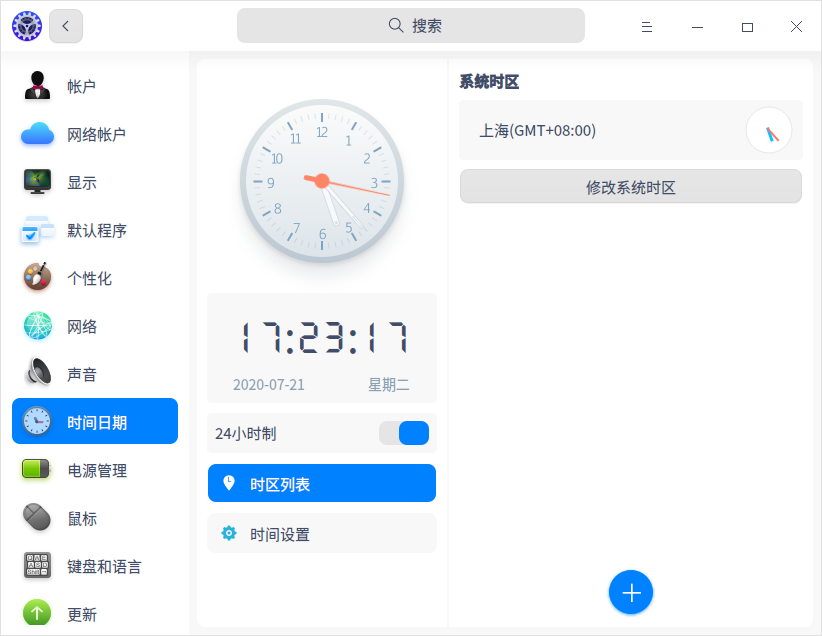 搜索
帐户
网络帐户
显示
默认程序
个性化
网络
声音
时间日期
电源管理
鼠标
键盘和语言
更新
12
1
2
3
4
5
6
7
8
9
10
11
17:23:17
2020-07-21 星期二
24小时制
时区列表
时间设置
系统时区
上海(GMT+08:00)
修改系统时区